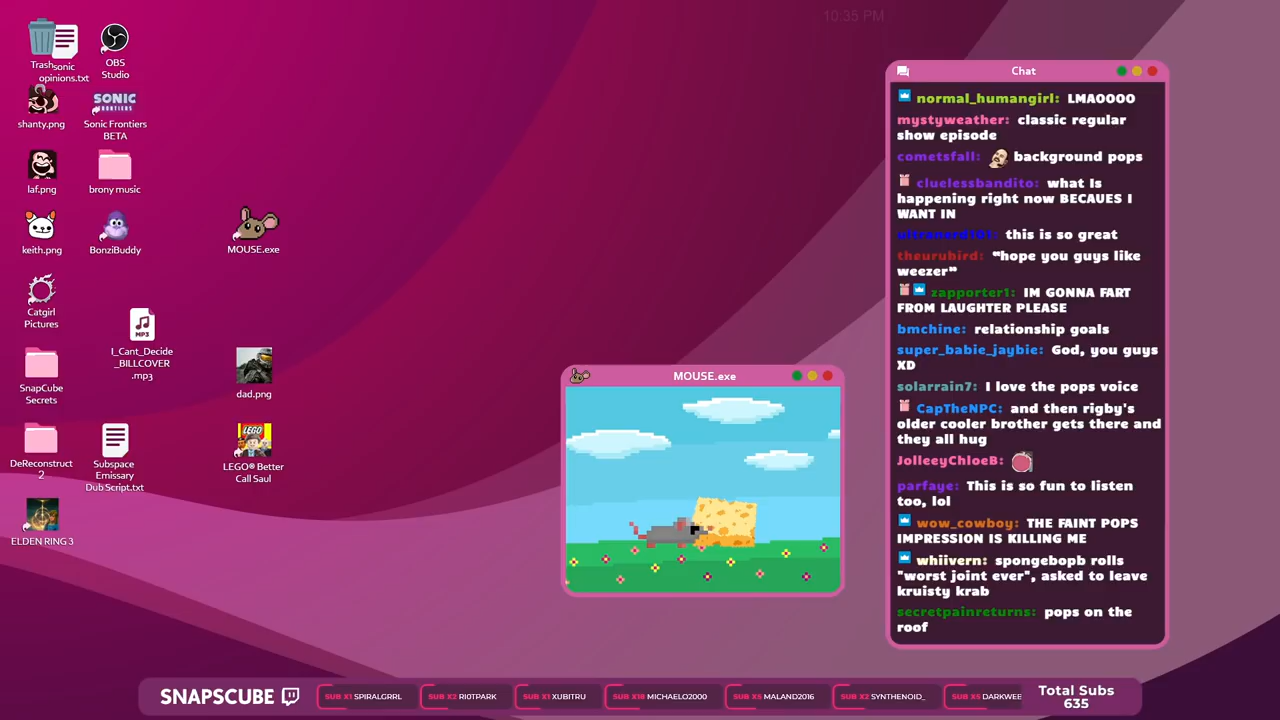 10:35 PM
Trash
sonic
opinions.txt
OBS
Studio
shanty.png
SONIC
FRONTIERS
Sonic Frontiers
BETA
laf.png
brony music
keith.png
BonziBuddy
MOUSE.exe
Catgirl
Pictures
MP3
I_Cant_Decide
_BILLCOVER
.mp3
SnapCube
Secrets
dad.png
DeReconstruct
2
Subspace
Emissary
Dub Script.txt
LEGO
LEGO® Better
Call Saul
ELDEN RING 3
MOUSE.exe
Chat
normal_humangirl: LMAOOOO
mystyweather: classic regular
show episode
cometsfall: background pops
cluelessbandito: what Is
happening right now BECAUES I
WANT IN
ultranerd101: this is so great
theurubird: "hope you guys like
weezer"
zapporter1: IM GONNA FART
FROM LAUGHTER PLEASE
bmchine: relationship goals
super_babie_jaybie: God, you guys
XD
solarrain7: I love the pops voice
CapTheNPC: and then rigby's
older cooler brother gets there and
they all hug
JolleeyChloeB:
parfaye: This is so fun to listen
too, lol
wow_cowboy: THE FAINT POPS
IMPRESSION IS KILLING ME
whiivern: spongebopb rolls
"worst joint ever", asked to leave
kruisty krab
secretpainreturns: pops on the
roof
SNAPSCUBE
SUB X1 SPIRALGRRL
SUB X2 RI0TPARK
SUB X1 XUBITRU
SUB X18 MICHAELO2000
SUB X5 MALAND2016
SUB X2 SYNTHENOID_
SUB X5 DARKWEB
Total Subs
635